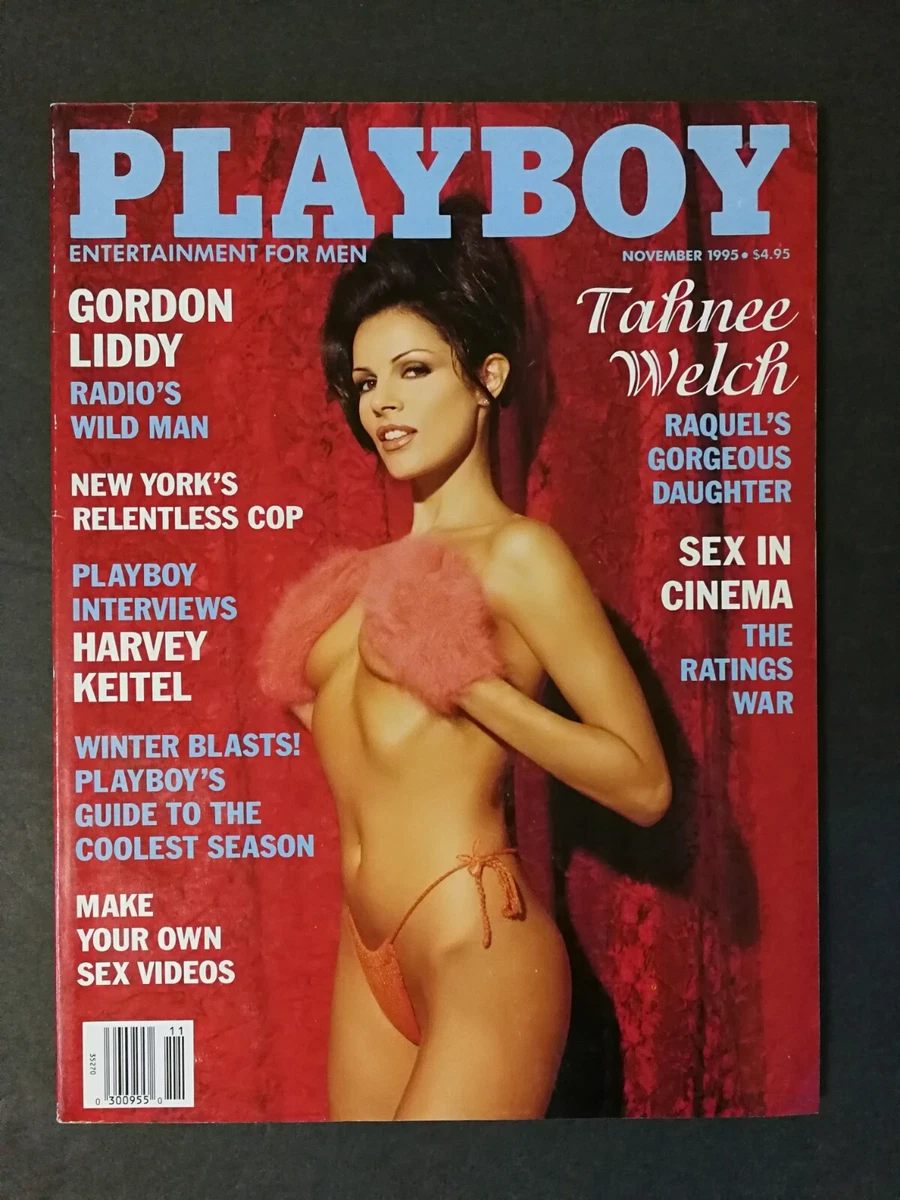 PLAYBOY
ENTERTAINMENT FOR MEN
NOVEMBER 1995 • $4.95
GORDON
LIDDY
RADIO'S
WILD MAN
NEW YORK'S
RELENTLESS COP
PLAYBOY
INTERVIEWS
HARVEY
KEITEL
WINTER BLASTS!
PLAYBOY'S
GUIDE TO THE
COOLEST SEASON
MAKE
YOUR OWN
SEX VIDEOS
Tahnee
Welch
RAQUEL'S
GORGEOUS
DAUGHTER
SEX IN
CINEMA
THE
RATINGS
WAR
11
35270
0 300955 0